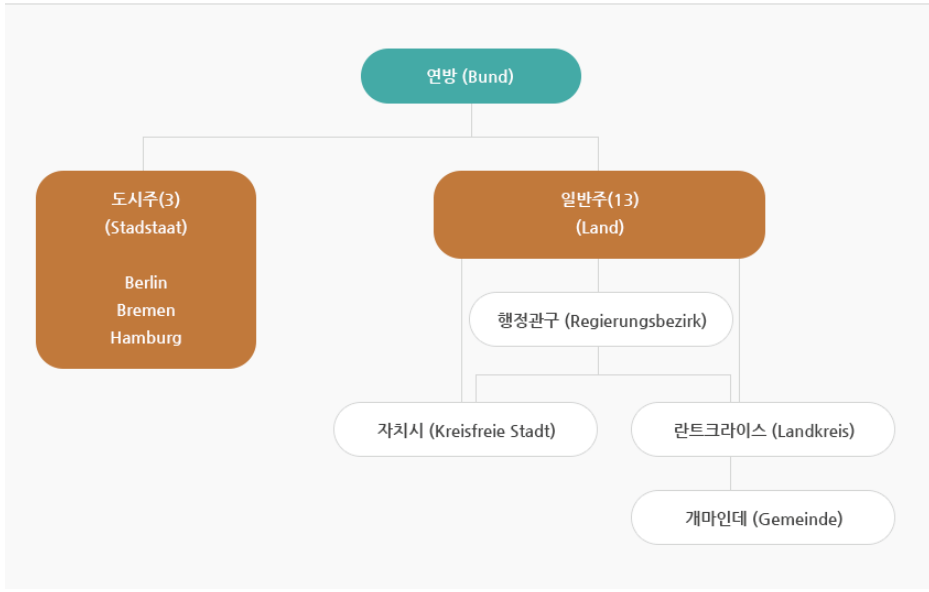 연방 (Bund)
도시주(3)
(Stadstaat)
Berlin
Bremen
Hamburg
일반주(13)
(Land)
행정관구 (Regierungsbezirk)
자치시 (Kreisfreie Stadt)
란트크라이스 (Landkreis)
개마인데 (Gemeinde)